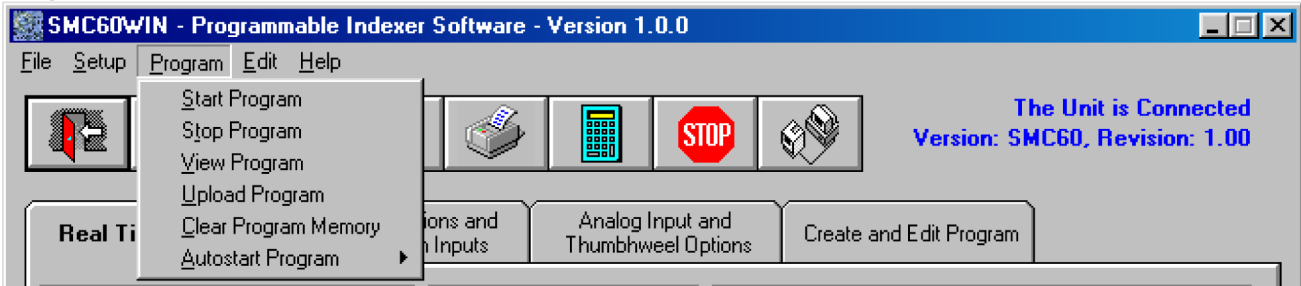 SMC60WIN - Programmable Indexer Software - Version 1.0.0
File Setup Program Edit Help
Start Program
Stop Program
View Program
Upload Program
Clear Program Memory
Autostart Program
STOP
The Unit is Connected
Version: SMC60, Revision: 1.00
Real Ti
ions and
Inputs
Analog Input and
Thumbhweel Options
Create and Edit Program